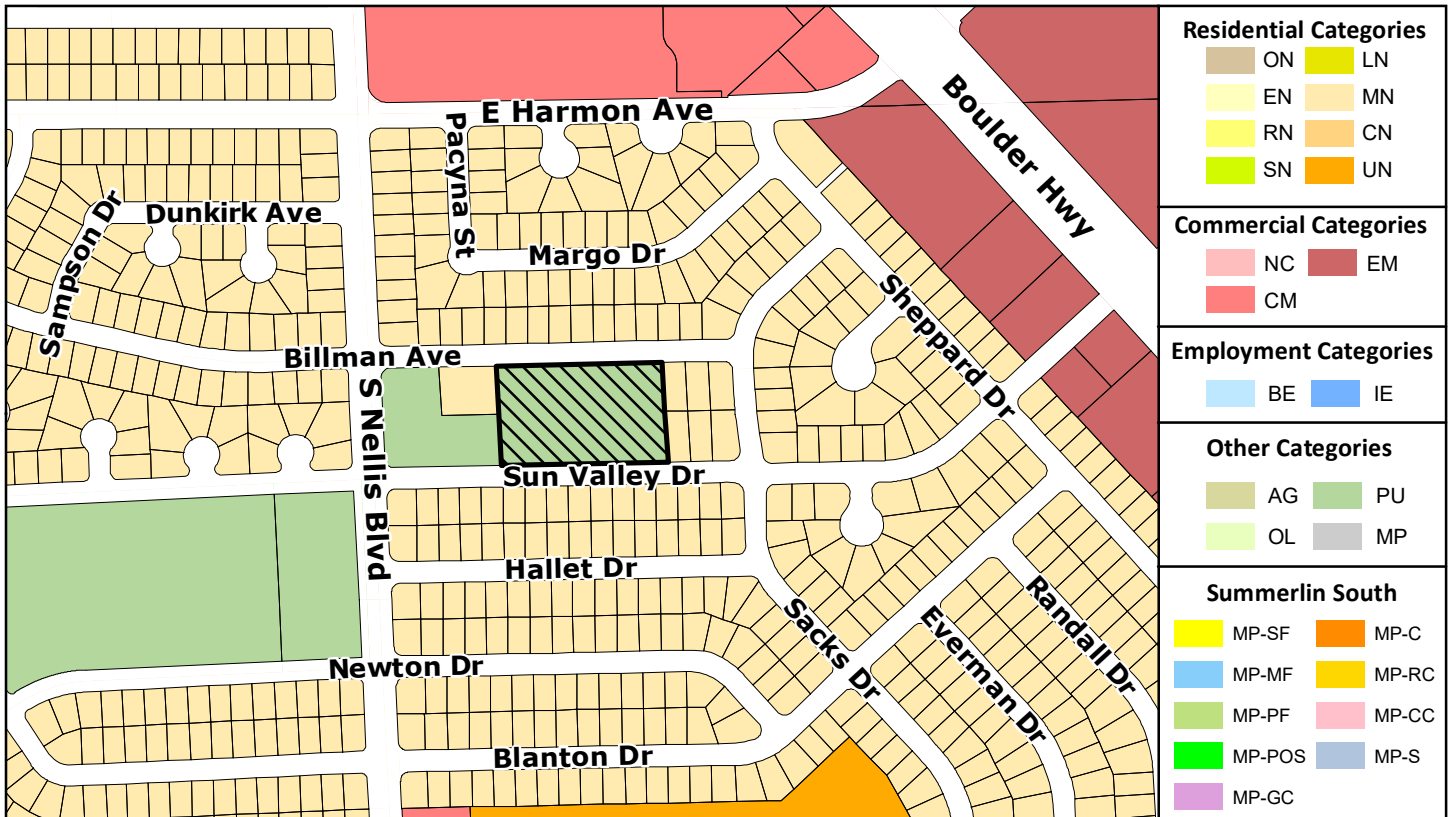 E Harmon Ave
Boulder Hwy
Pacyna St
Dunkirk Ave
Sampson Dr
Margo Dr
Sheppard Dr
Billman Ave
S Nellis Blvd
Sun Valley Dr
Hallet Dr
Sacks Dr
Everman Dr
Randall Dr
Newton Dr
Blanton Dr
Residential Categories
ON LN
EN MN
RN CN
SN UN
Commercial Categories
NC EM
CM
Employment Categories
BE IE
Other Categories
AG PU
OL MP
Summerlin South
MP-SF MP-C
MP-MF MP-RC
MP-PF MP-CC
MP-POS MP-S
MP-GC